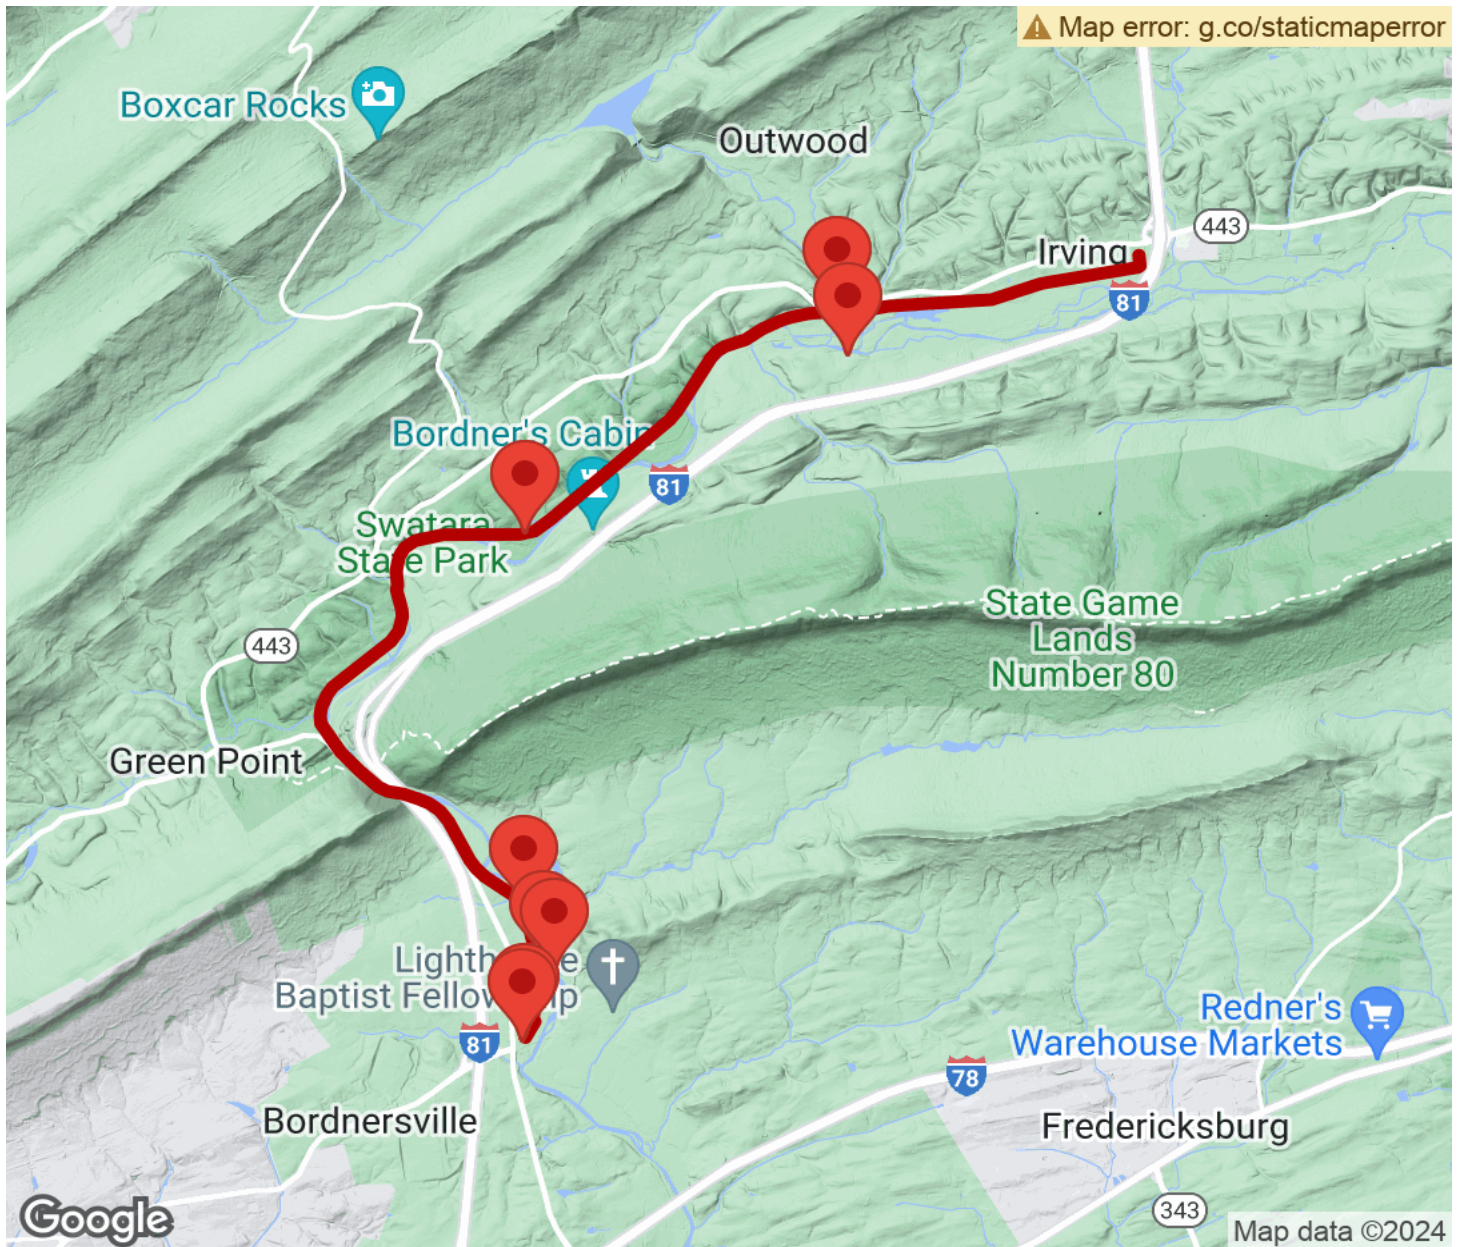 Map error: g.co/staticmaperror
Boxcar Rocks
Outwood
443
Irving
81
Bordner's Cabin
81
Swatara
State Park
State Game
Lands
Number 80
443
Green Point
Baptist Fellowship
Redner's
Warehouse Markets
81
78
Bordnersville
Fredericksburg
343
Google
Map data ©2024